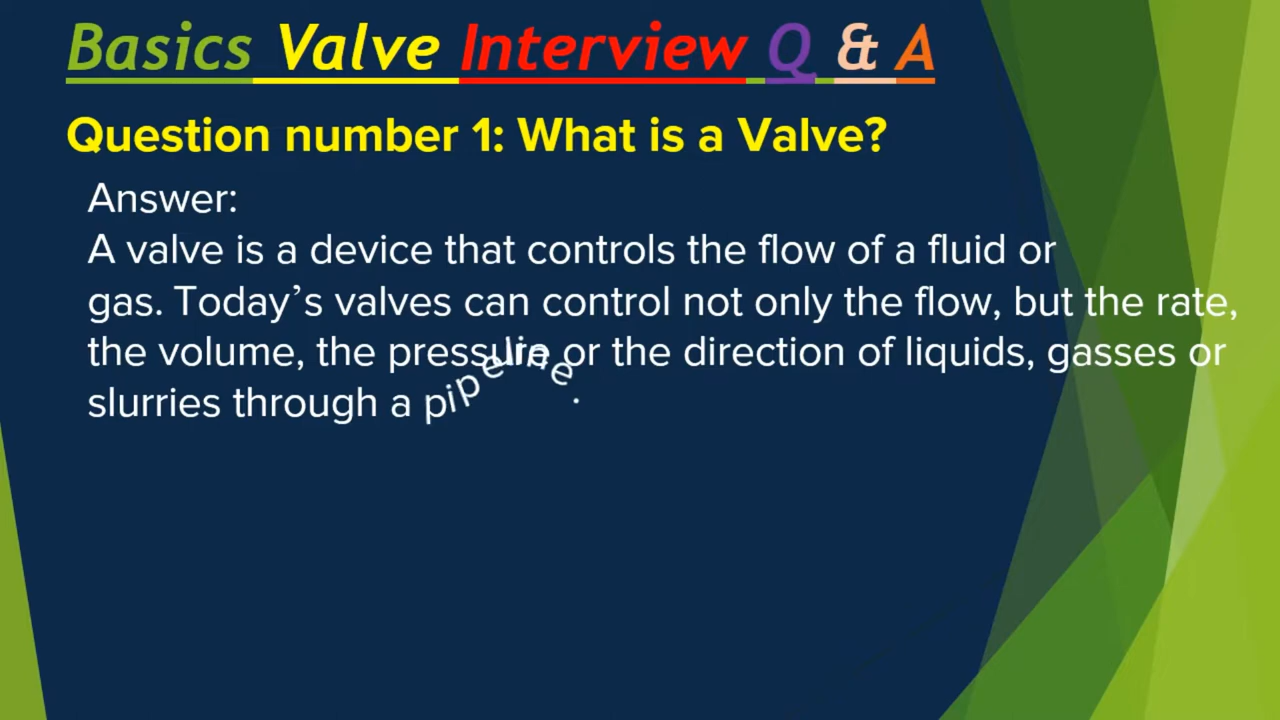 Basics Valve Interview Q & A
Question number 1: What is a Valve?
Answer:
A valve is a device that controls the flow of a fluid or
gas. Today’s valves can control not only the flow, but the rate,
the volume, the pressure or the direction of liquids, gasses or
slurries through a pipeline.